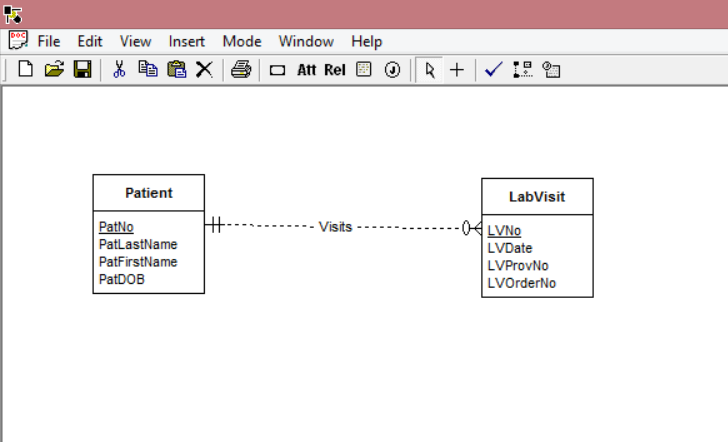 DOC File Edit View Insert Mode Window Help
Att Rel J
Patient
PatNo
PatLastName
PatFirstName
PatDOB
Visits
LabVisit
LVNo
LVDate
LVProvNo
LVOrderNo